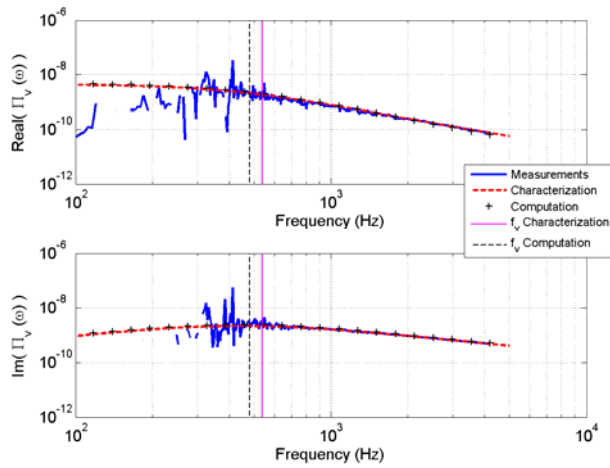 10^-6
10^-8
10^-10
10^-12
Real( Π_v (ω) )
10^2
10^3
10^4
Frequency (Hz)
Measurements
Characterization
Computation
f_v Characterization
f_v Computation
10^-6
10^-8
10^-10
10^-12
Im( Π_v (ω) )
10^2
10^3
10^4
Frequency (Hz)